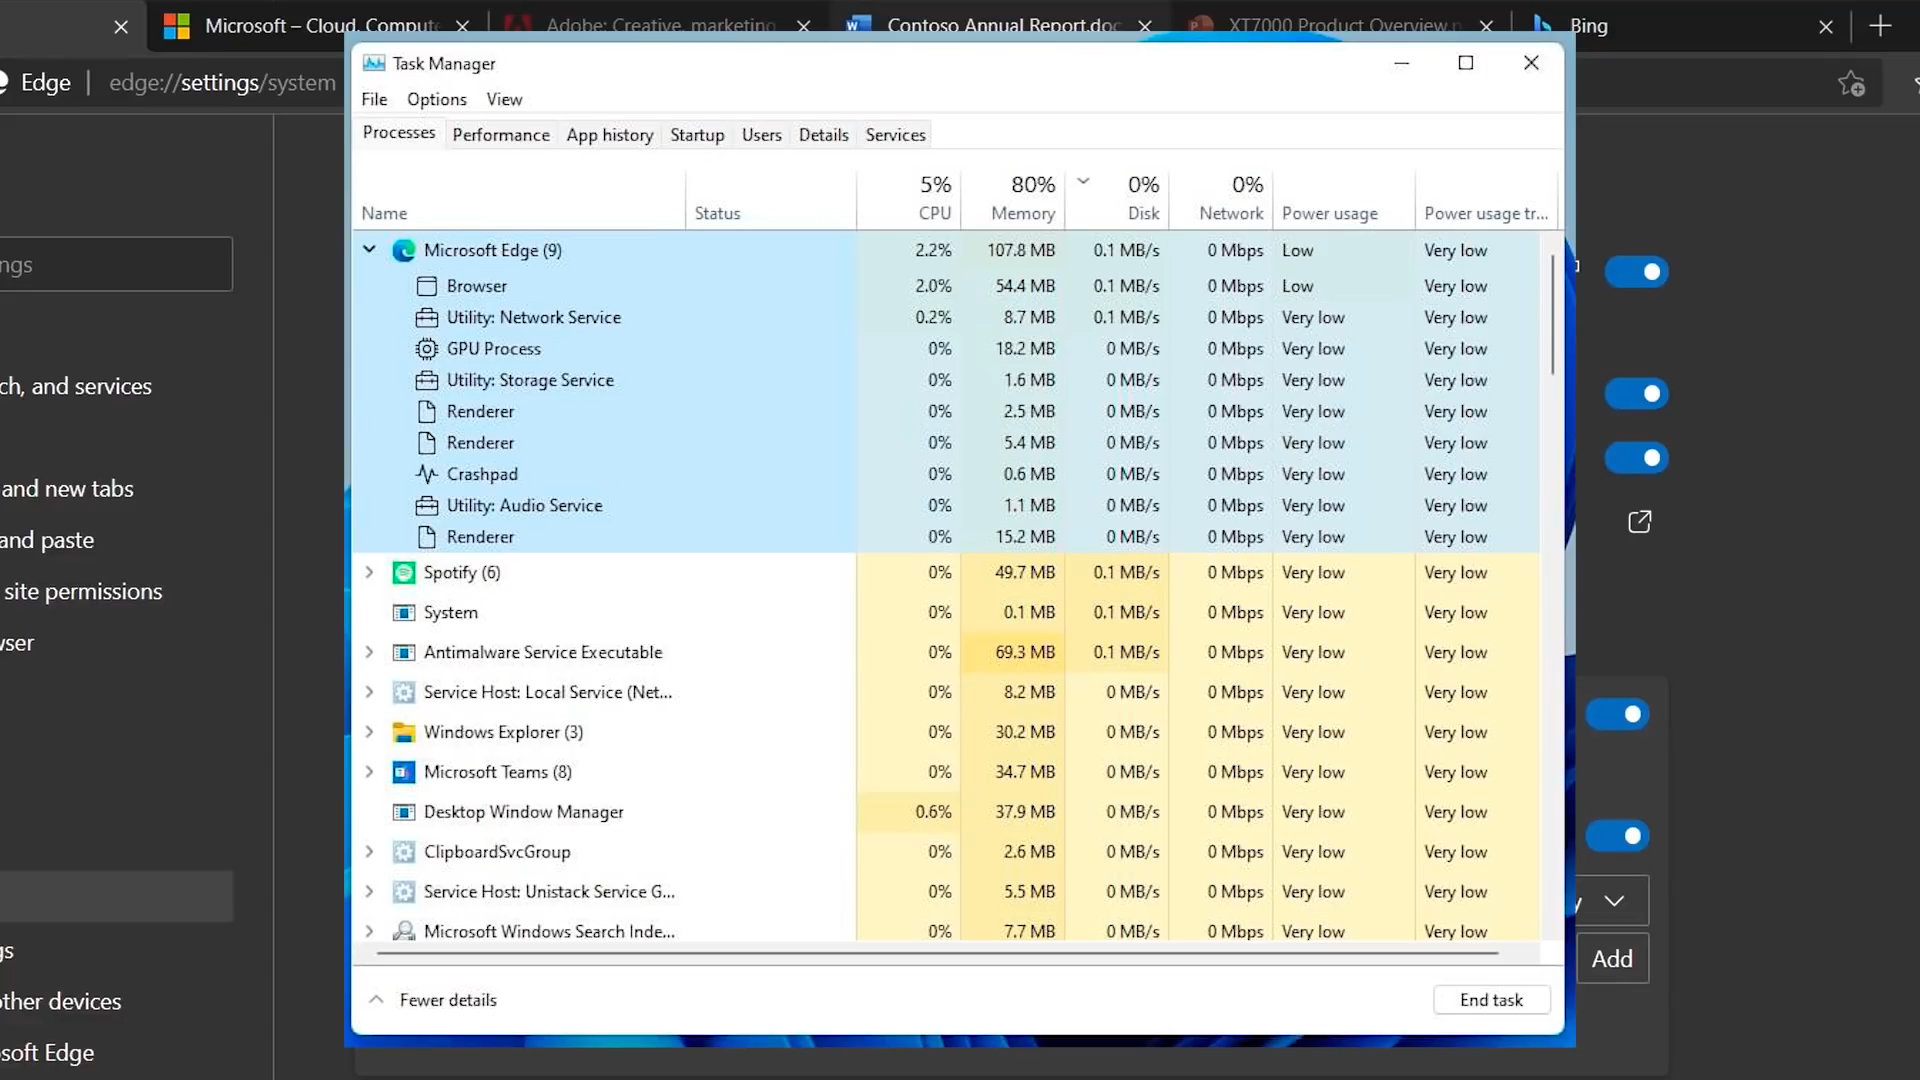 Microsoft – Cloud, Compute
Adobe: Creative, marketing
Contoso Annual Report.doc
XT7000 Product Overview
Bing
Edge
edge://settings/system
Task Manager
File Options View
Processes Performance App history Startup Users Details Services
5% 80% 0% 0%
Name Status CPU Memory Disk Network Power usage Power usage tr...
Microsoft Edge (9) 2.2% 107.8 MB 0.1 MB/s 0 Mbps Low Very low
Browser 2.0% 54.4 MB 0.1 MB/s 0 Mbps Low Very low
Utility: Network Service 0.2% 8.7 MB 0.1 MB/s 0 Mbps Very low Very low
GPU Process 0% 18.2 MB 0 MB/s 0 Mbps Very low Very low
Utility: Storage Service 0% 1.6 MB 0 MB/s 0 Mbps Very low Very low
Renderer 0% 2.5 MB 0 MB/s 0 Mbps Very low Very low
Renderer 0% 5.4 MB 0 MB/s 0 Mbps Very low Very low
Crashpad 0% 0.6 MB 0 MB/s 0 Mbps Very low Very low
Utility: Audio Service 0% 1.1 MB 0 MB/s 0 Mbps Very low Very low
Renderer 0% 15.2 MB 0 MB/s 0 Mbps Very low Very low
Spotify (6) 0% 49.7 MB 0.1 MB/s 0 Mbps Very low Very low
System 0% 0.1 MB 0.1 MB/s 0 Mbps Very low Very low
Antimalware Service Executable 0% 69.3 MB 0.1 MB/s 0 Mbps Very low Very low
Service Host: Local Service (Net... 0% 8.2 MB 0 MB/s 0 Mbps Very low Very low
Windows Explorer (3) 0% 30.2 MB 0 MB/s 0 Mbps Very low Very low
Microsoft Teams (8) 0% 34.7 MB 0 MB/s 0 Mbps Very low Very low
Desktop Window Manager 0.6% 37.9 MB 0 MB/s 0 Mbps Very low Very low
ClipboardSvcGroup 0% 2.6 MB 0 MB/s 0 Mbps Very low Very low
Service Host: Unistack Service G... 0% 5.5 MB 0 MB/s 0 Mbps Very low Very low
Microsoft Windows Search Inde... 0% 7.7 MB 0 MB/s 0 Mbps Very low Very low
Fewer details End task
ngs
ch, and services
and new tabs
and paste
site permissions
wser
gs
other devices
soft Edge
Add